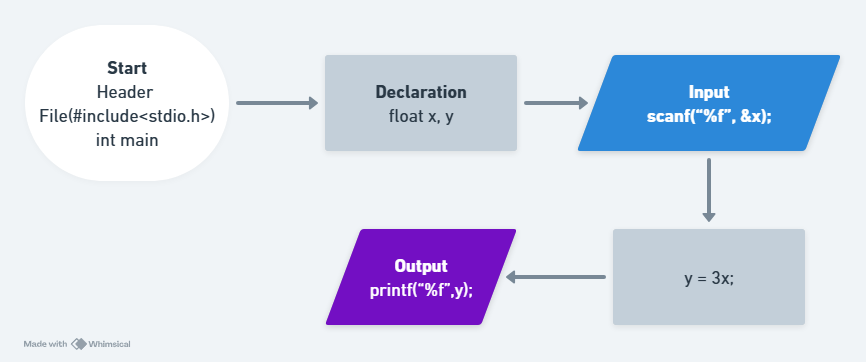 Start
Header
File(#include<stdio.h>)
int main
Declaration
float x, y
Input
scanf(“%f”, &x);
y = 3x;
Output
printf(“%f”,y);
Made with Whimsical